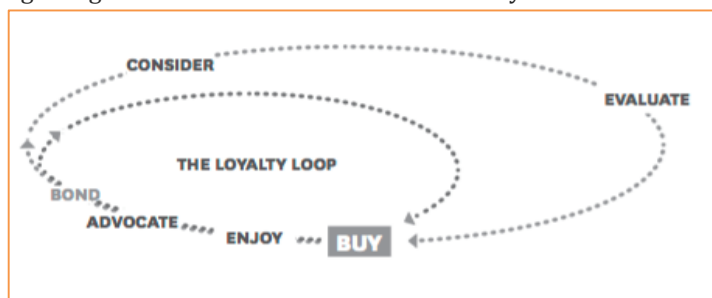 CONSIDER
EVALUATE
THE LOYALTY LOOP
BOND
ADVOCATE
ENJOY
BUY